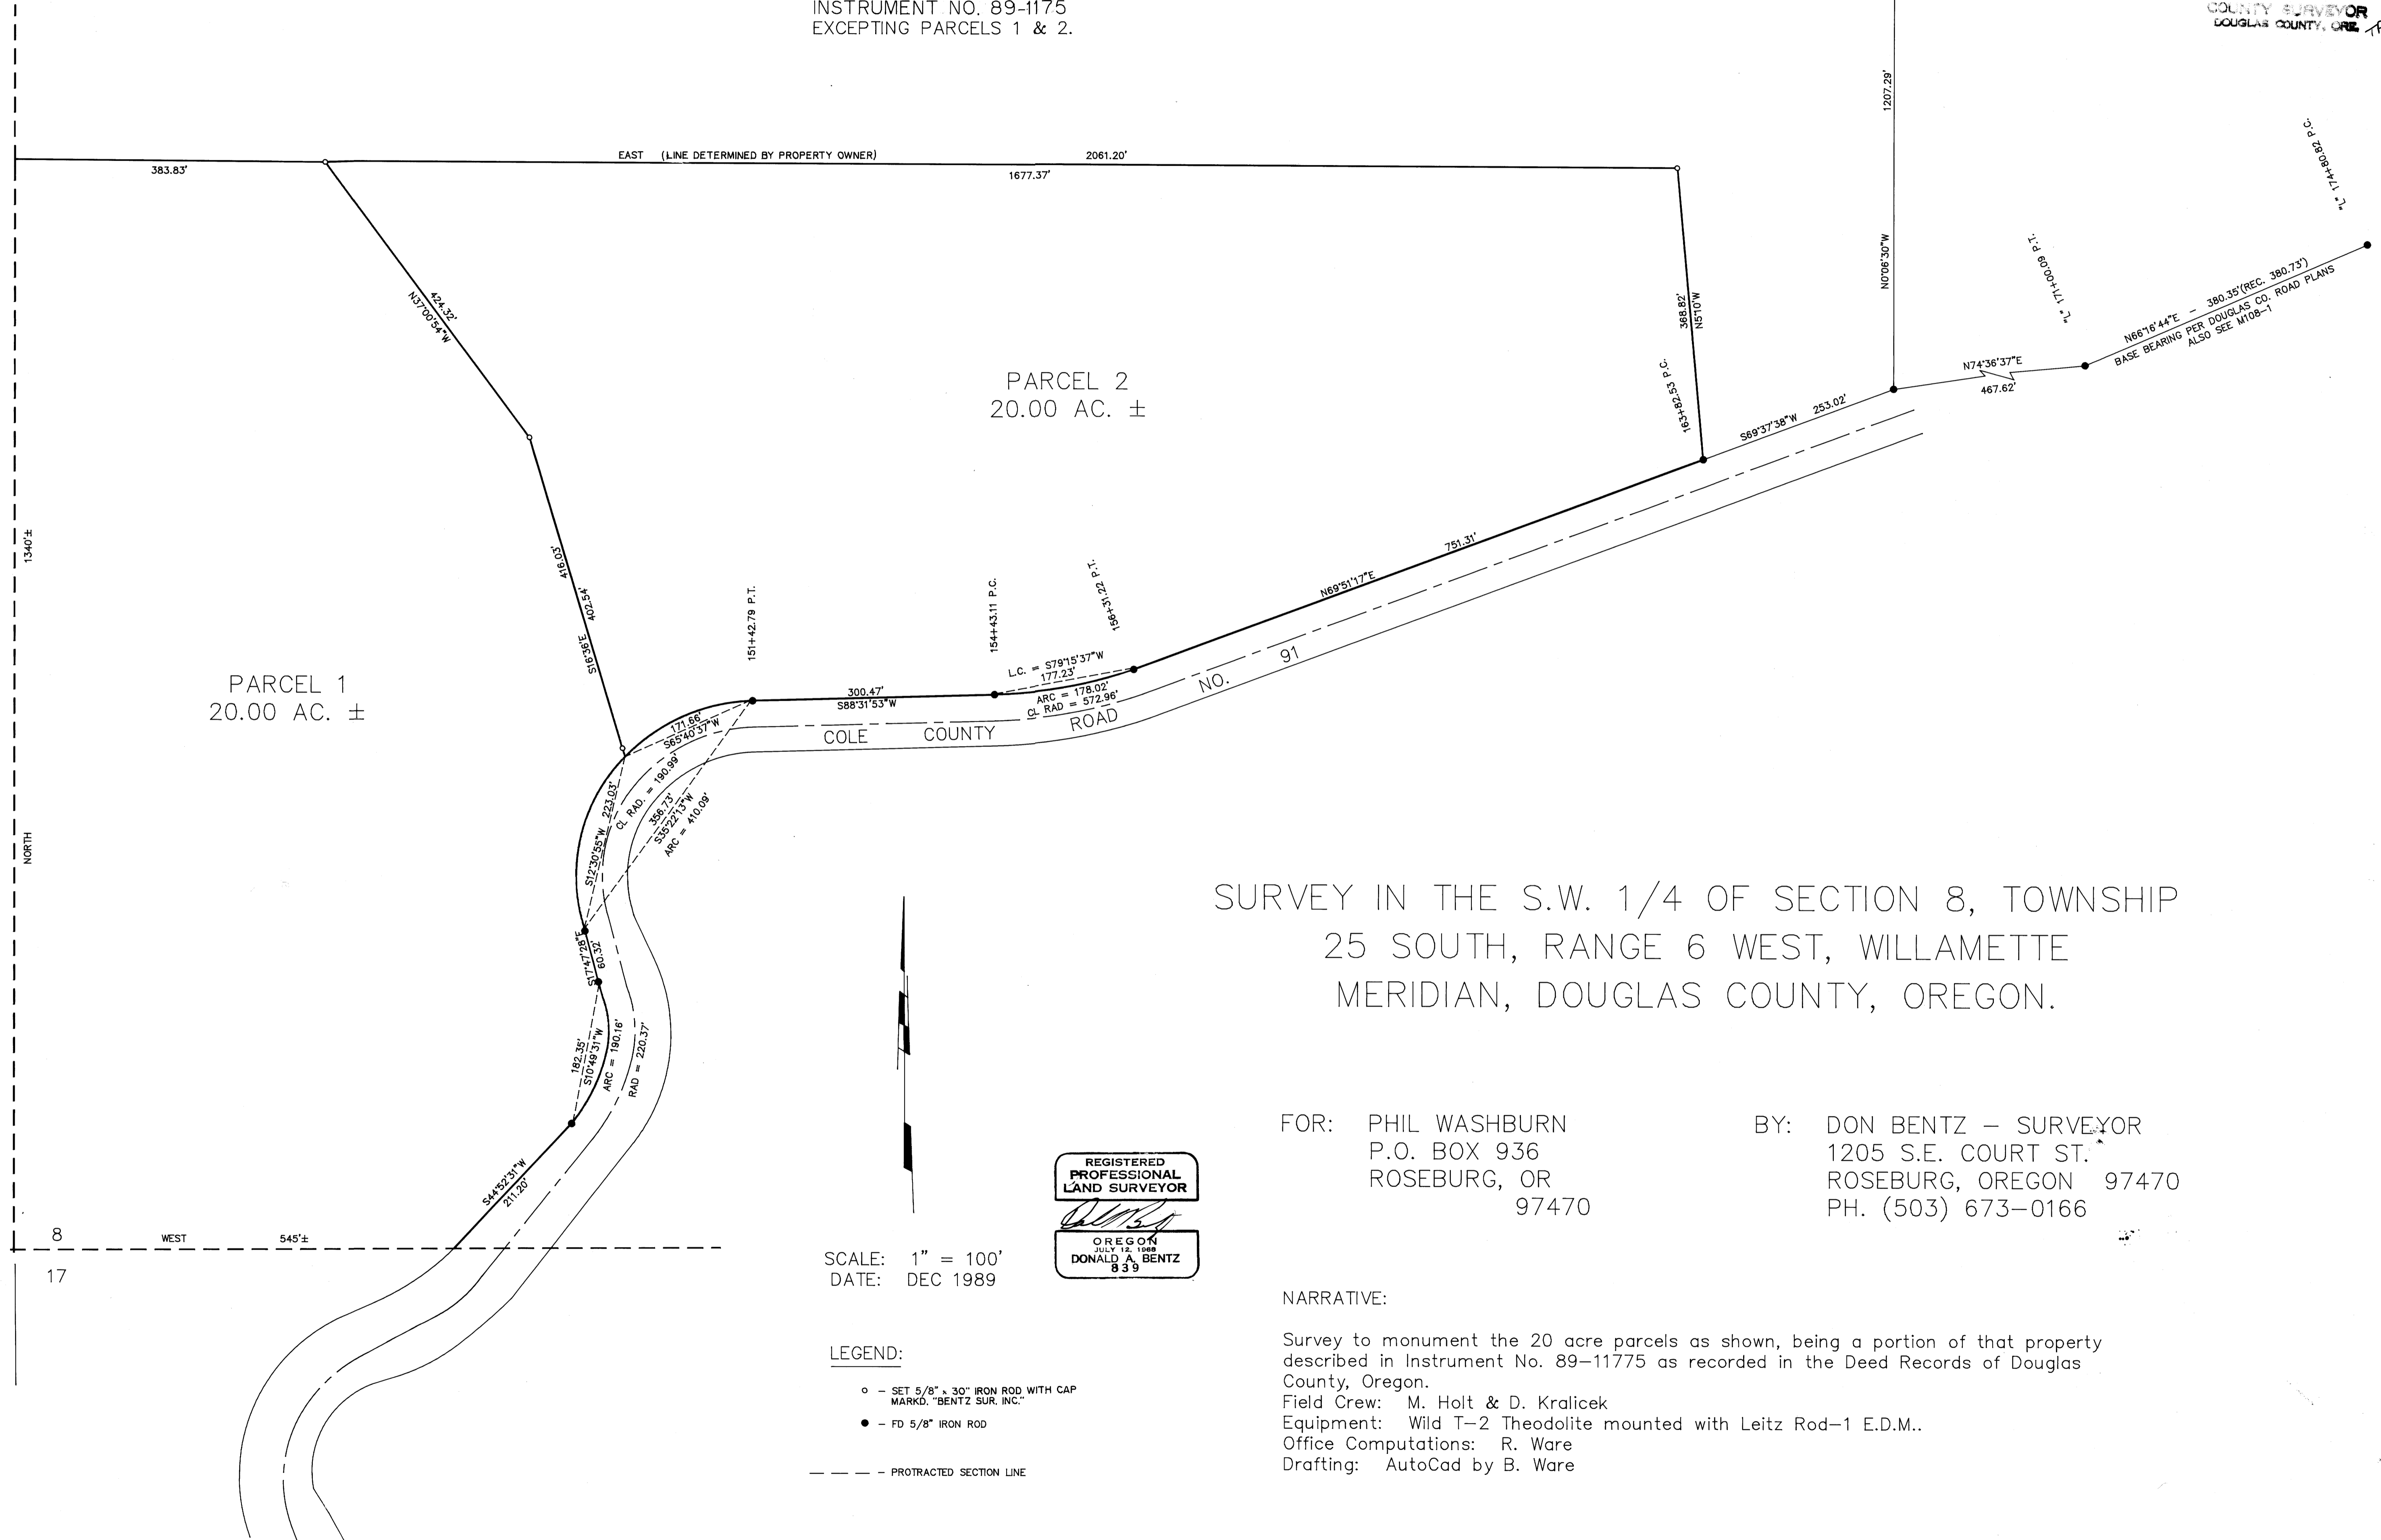 INSTRUMENT NO. 89-1175
EXCEPTING PARCELS 1 & 2.
COUNTY SURVEYOR
DOUGLAS COUNTY, ORE.
383.83'
EAST (LINE DETERMINED BY PROPERTY OWNER) 2061.20'
1677.37'
1207.29'
N0°06'30"W
"L" 174+80.82 P.C.
"L" 171+00.09 P.T.
N66°16'44"E - 380.35'(REC. 380.73')
BASE BEARING PER DOUGLAS CO. ROAD PLANS
ALSO SEE M108-1
N74°36'37"E
467.62'
424.32'
N37°00'54"W
368.82'
N5°10'W
163+82.53 P.C.
S69°37'38"W 253.02'
PARCEL 2
20.00 AC. ±
1340'±
NORTH
416.03'
S16°36'E 402.54'
751.31'
N69°51'17"E
151+42.79 P.T.
154+43.11 P.C.
156+31.22 P.T.
L.C. = S79°15'37"W
177.23'
ARC = 178.02'
CL RAD = 572.96'
300.47'
S88°31'53"W
PARCEL 1
20.00 AC. ±
171.66'
S65°40'37"W
COLE COUNTY ROAD NO. 91
CL RAD. = 190.99'
S12°30'55"W 223.03'
356.73'
S35°22'13"W
ARC = 410.09'
S17°47'28"E
60.32'
182.35'
S10°49'31"W
ARC = 190.16'
RAD = 220.37'
S44°52'31"W
211.20'
8
WEST 545'±
17
SURVEY IN THE S.W. 1/4 OF SECTION 8, TOWNSHIP
25 SOUTH, RANGE 6 WEST, WILLAMETTE
MERIDIAN, DOUGLAS COUNTY, OREGON.
FOR: PHIL WASHBURN
P.O. BOX 936
ROSEBURG, OR
97470
BY: DON BENTZ – SURVEYOR
1205 S.E. COURT ST.
ROSEBURG, OREGON 97470
PH. (503) 673–0166
REGISTERED
PROFESSIONAL
LAND SURVEYOR
OREGON
JULY 12, 1968
DONALD A. BENTZ
839
SCALE: 1" = 100'
DATE: DEC 1989
LEGEND:
– SET 5/8" x 30" IRON ROD WITH CAP
MARKD. "BENTZ SUR. INC."
– FD 5/8" IRON ROD
– PROTRACTED SECTION LINE
NARRATIVE:
Survey to monument the 20 acre parcels as shown, being a portion of that property
described in Instrument No. 89–11775 as recorded in the Deed Records of Douglas
County, Oregon.
Field Crew: M. Holt & D. Kralicek
Equipment: Wild T–2 Theodolite mounted with Leitz Rod–1 E.D.M..
Office Computations: R. Ware
Drafting: AutoCad by B. Ware